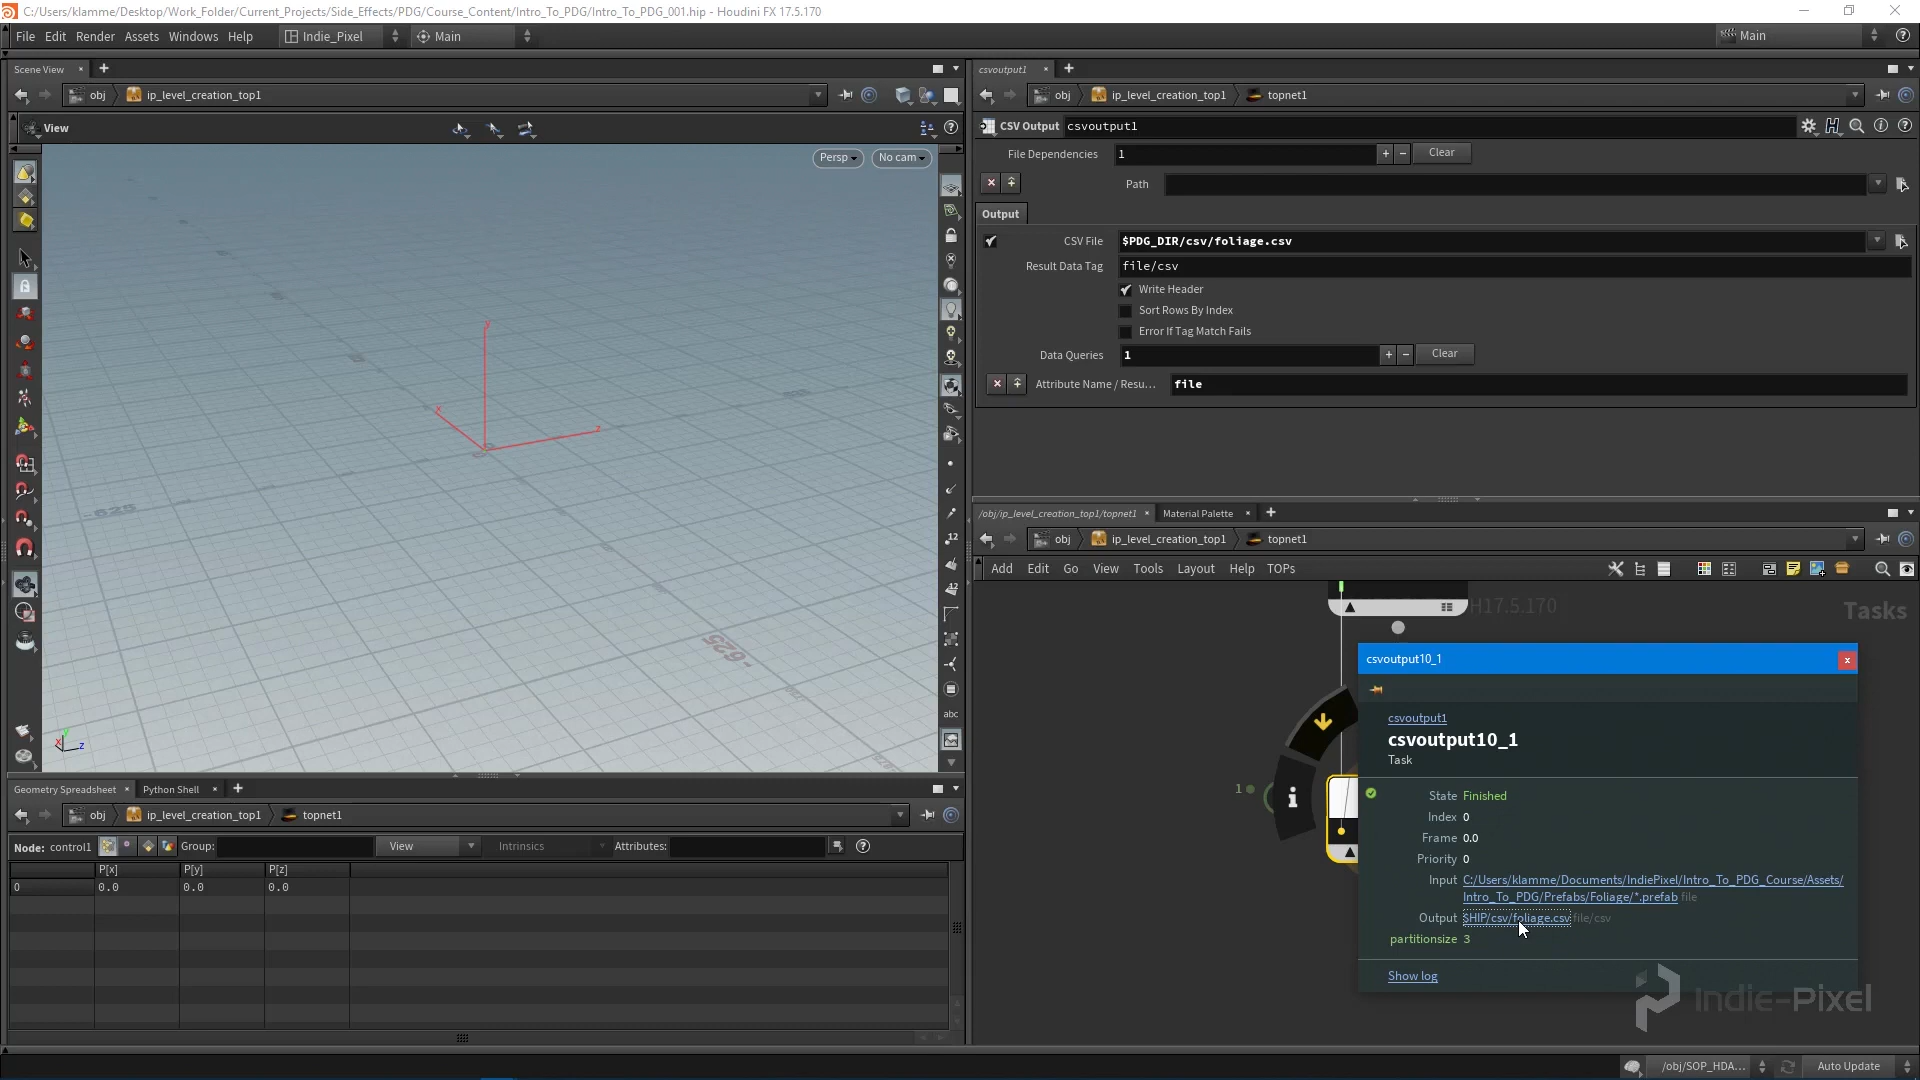 C:/Users/klamme/Desktop/Work_Folder/Current_Projects/Side_Effects/PDG/Course_Content/Intro_To_PDG/Intro_To_PDG_001.hip - Houdini FX 17.5.170
File Edit Render Assets Windows Help Indie_Pixel Main Main
Scene View
obj ip_level_creation_top1
View
Persp No cam
-625
-625
y
x
z
12
abc
csvoutput1
obj ip_level_creation_top1 topnet1
CSV Output csvoutput1
File Dependencies 1 Clear
Path
Output
CSV File $PDG_DIR/csv/foliage.csv
Result Data Tag file/csv
Write Header
Sort Rows By Index
Error If Tag Match Fails
Data Queries 1 Clear
Attribute Name / Resu... file
/obj/ip_level_creation_top1/topnet1 Material Palette
obj ip_level_creation_top1 topnet1
Add Edit Go View Tools Layout Help TOPs
H17.5.170
Tasks
1
csvoutput10_1
csvoutput1
csvoutput10_1
Task
State Finished
Index 0
Frame 0.0
Priority 0
Input C:/Users/klamme/Documents/IndiePixel/Intro_To_PDG_Course/Assets/
Intro_To_PDG/Prefabs/Foliage/*.prefab file
Output $HIP/csv/foliage.csv file/csv
partitionsize 3
Show log
Indie-Pixel
Geometry Spreadsheet Python Shell
obj ip_level_creation_top1 topnet1
Node: control1 Group: View Intrinsics Attributes:
P[x] P[y] P[z]
0 0.0 0.0 0.0
/obj/SOP_HDA... Auto Update